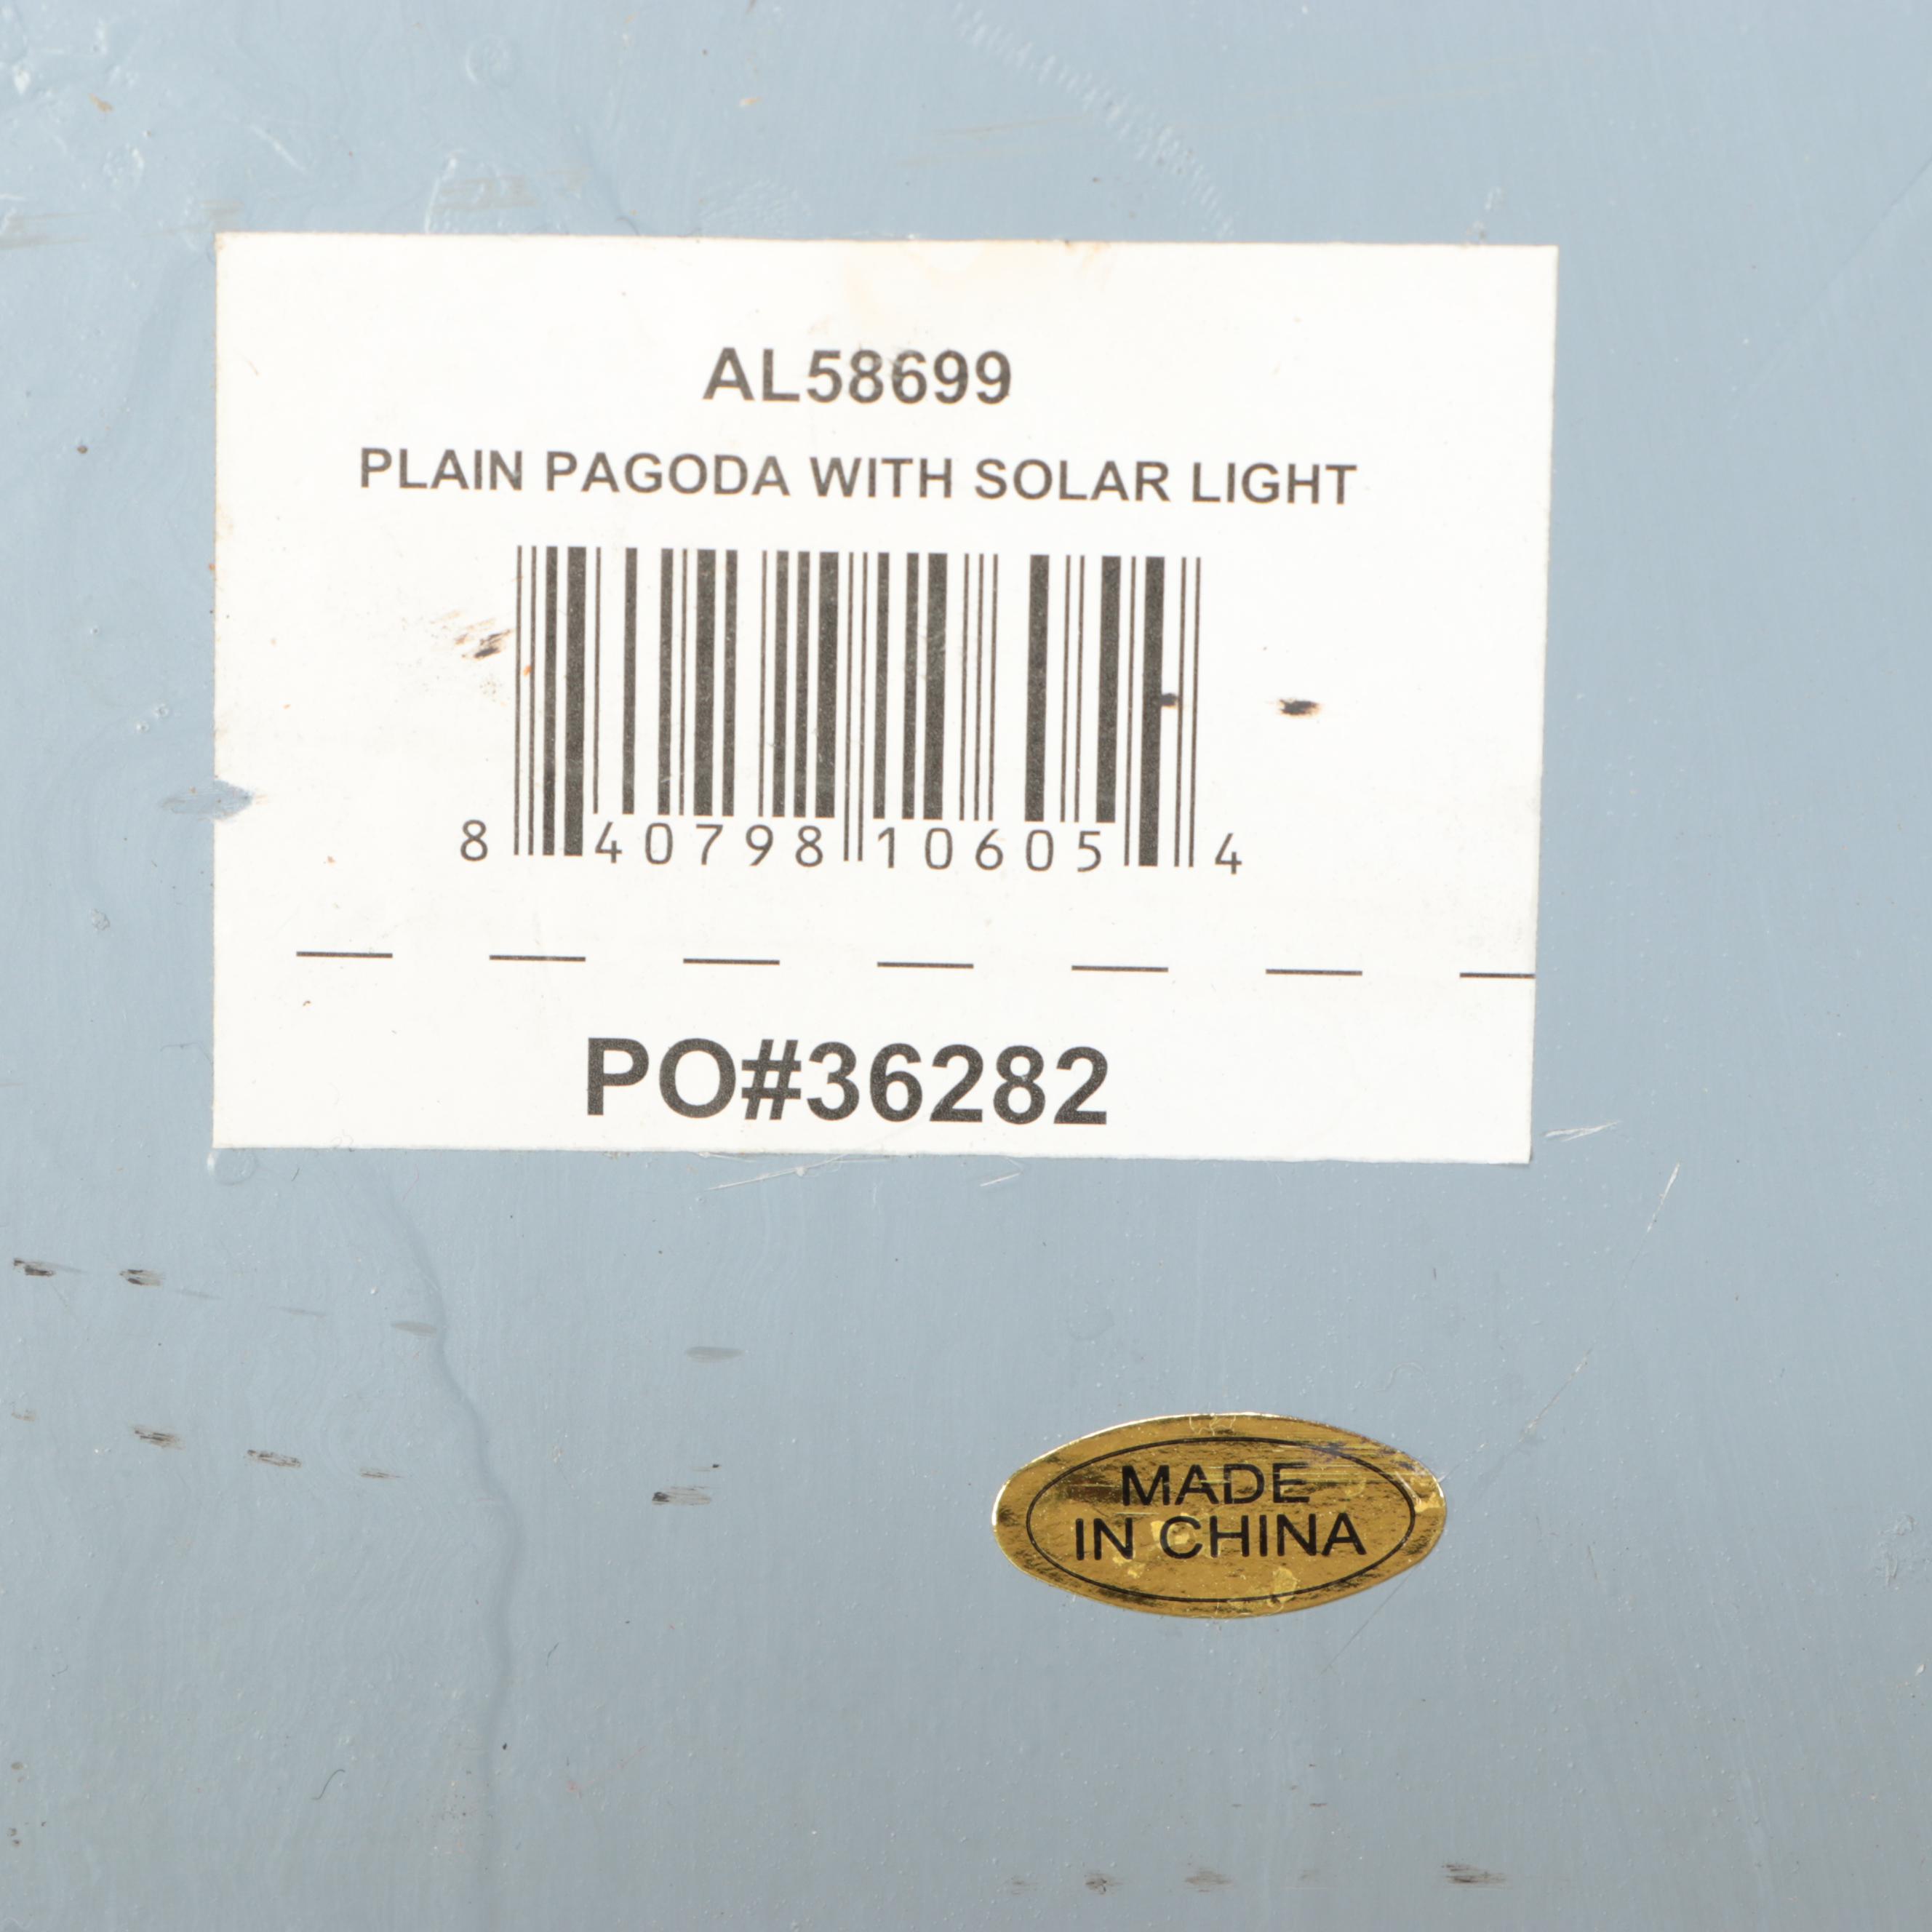 AL58699
PLAIN PAGODA WITH SOLAR LIGHT
8 40798 10605 4
PO#36282
MADE
IN CHINA